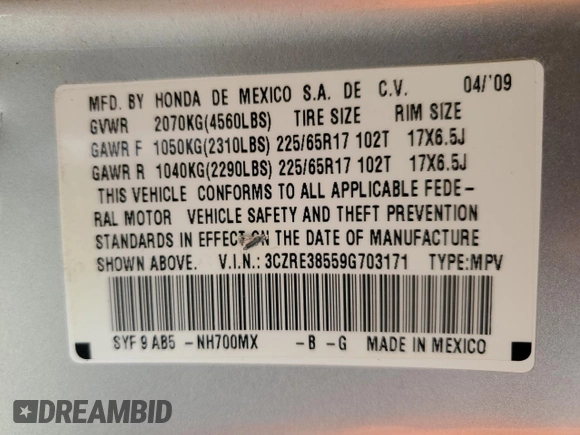 MFD. BY HONDA DE MEXICO S.A. DE C.V. 04/'09
GVWR 2070KG(4560LBS) TIRE SIZE RIM SIZE
GAWR F 1050KG(2310LBS) 225/65R17 102T 17X6.5J
GAWR R 1040KG(2290LBS) 225/65R17 102T 17X6.5J
THIS VEHICLE CONFORMS TO ALL APPLICABLE FEDE-
RAL MOTOR VEHICLE SAFETY AND THEFT PREVENTION
STANDARDS IN EFFECT ON THE DATE OF MANUFACTURE
SHOWN ABOVE. V.I.N.: 3CZRE38559G703171 TYPE:MPV
SYF 9 AB5 -NH700MX -B -G MADE IN MEXICO
DREAMBID